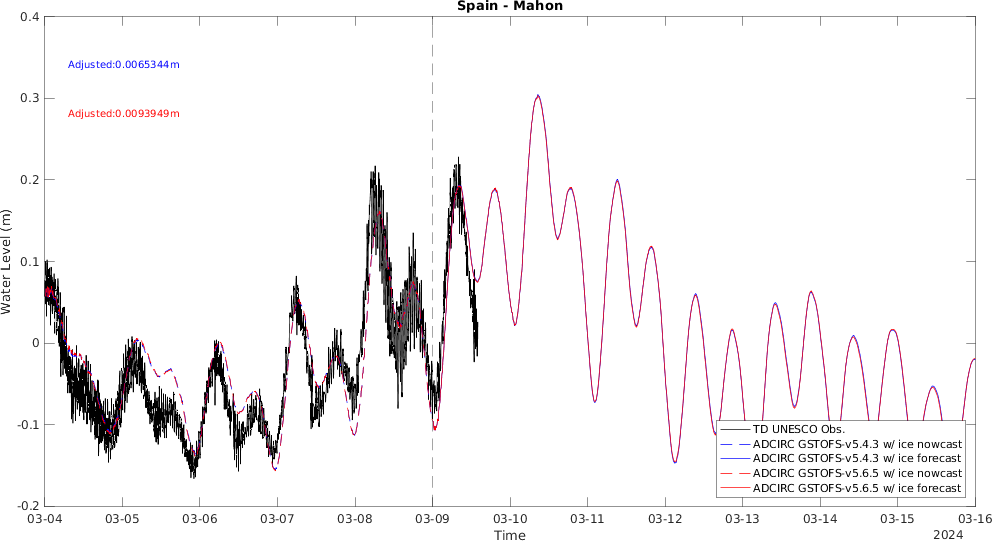 Spain - Mahon
0.4
Adjusted:0.0065344m
0.3
Adjusted:0.0093949m
0.2
0.1
0
-0.1
-0.2
Water Level (m)
TD UNESCO Obs.
ADCIRC GSTOFS-v5.4.3 w/ ice nowcast
ADCIRC GSTOFS-v5.4.3 w/ ice forecast
ADCIRC GSTOFS-v5.6.5 w/ ice nowcast
ADCIRC GSTOFS-v5.6.5 w/ ice forecast
03-04 03-05 03-06 03-07 03-08 03-09 03-10 03-11 03-12 03-13 03-14 03-15 03-16
Time
2024